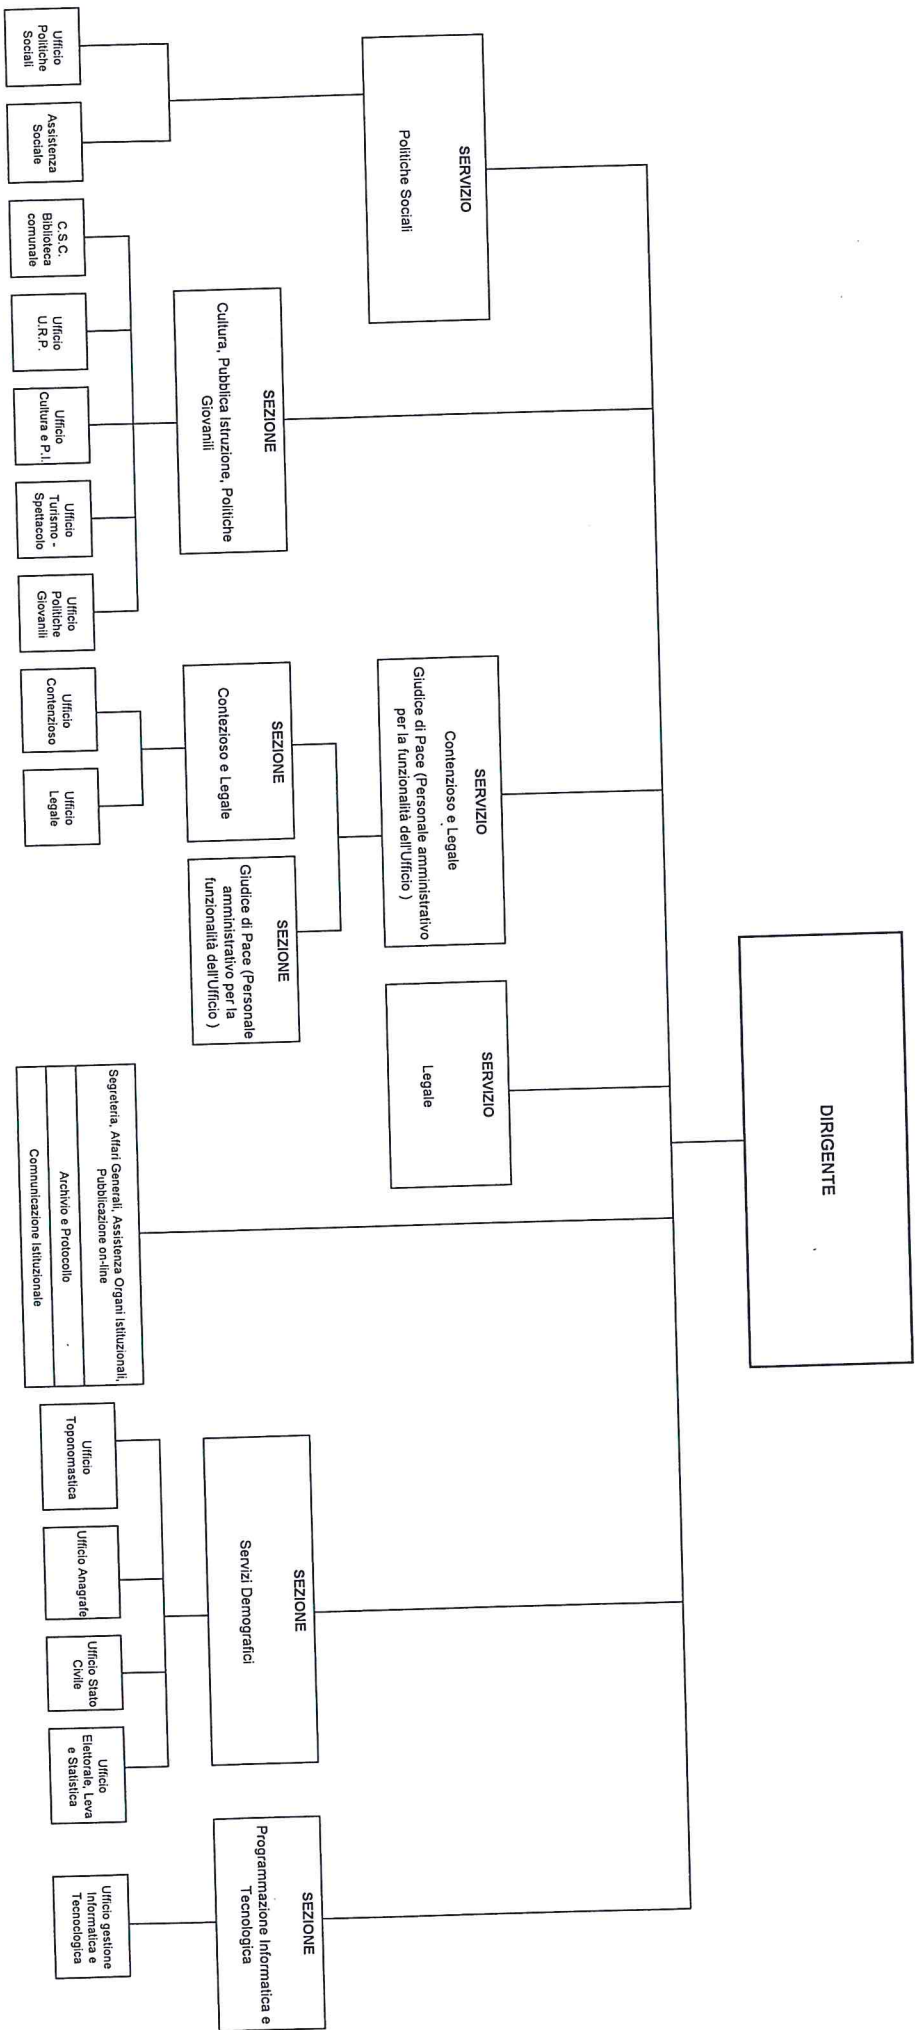 DIRIGENTE
SERVIZIO
Politiche Sociali
Ufficio
Politiche
Sociali
Assistenza
Sociale
SEZIONE
Cultura, Pubblica Istruzione, Politiche
Giovanili
C.S.C.
Biblioteca
comunale
Ufficio
U.R.P.
Ufficio
Cultura e P.I.
Ufficio
Turismo -
Spettacolo
Ufficio
Politiche
Giovanili
SERVIZIO
Contenzioso e Legale
Giudice di Pace (Personale amministrativo
per la funzionalità dell'Ufficio )
SEZIONE
Contezioso e Legale
Ufficio
Contenzioso
Ufficio
Legale
SEZIONE
Giudice di Pace (Personale
amministrativo per la
funzionalità dell'Ufficio )
SERVIZIO
Legale
Segreteria, Affari Generali, Assistenza Organi Istituzionali,
Pubblicazione on-line
Archivio e Protocollo
Comnunicazione Istituzionale
SEZIONE
Servizi Demografici
Ufficio
Toponomastica
Ufficio Anagrafe
Ufficio Stato
Civile
Ufficio
Elettorale, Leva
e Statistica
SEZIONE
Programmazione Informatica e
Tecnologica
Ufficio gestione
Informatica e
Tecnoclogica